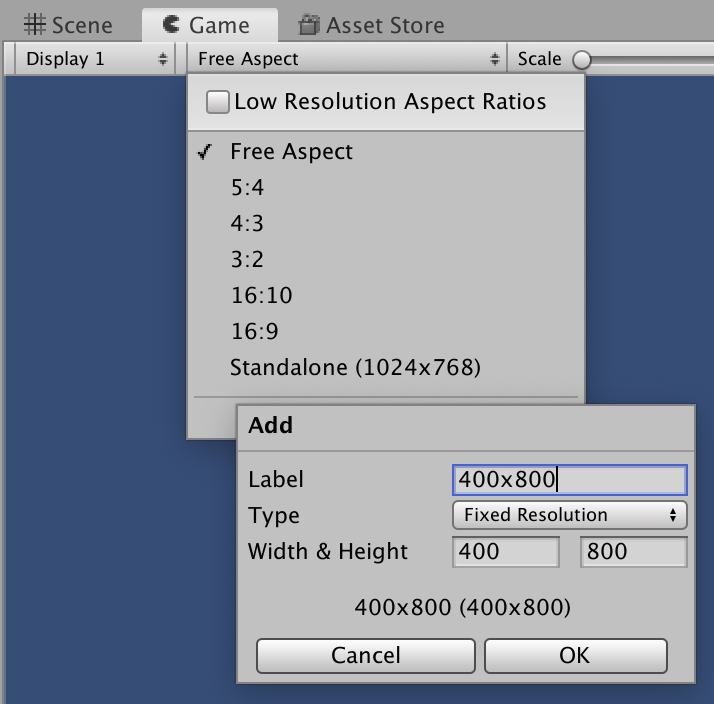 Scene Game Asset Store
Display 1 Free Aspect Scale
Low Resolution Aspect Ratios
✓ Free Aspect
5:4
4:3
3:2
16:10
16:9
Standalone (1024x768)
Add
Label 400x800
Type Fixed Resolution
Width & Height 400 800
400x800 (400x800)
Cancel OK